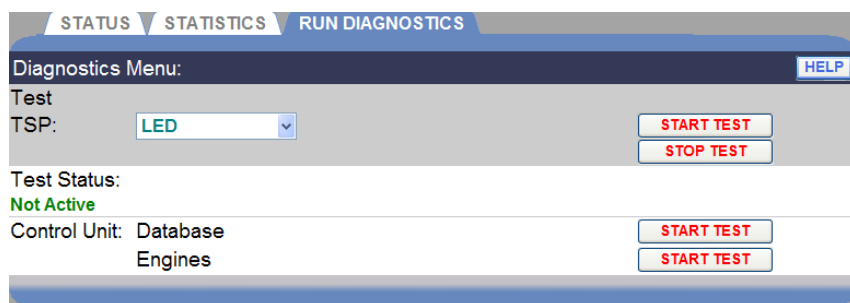 STATUS STATISTICS RUN DIAGNOSTICS
Diagnostics Menu: HELP
Test
TSP: LED START TEST
STOP TEST
Test Status:
Not Active
Control Unit: Database START TEST
Engines START TEST